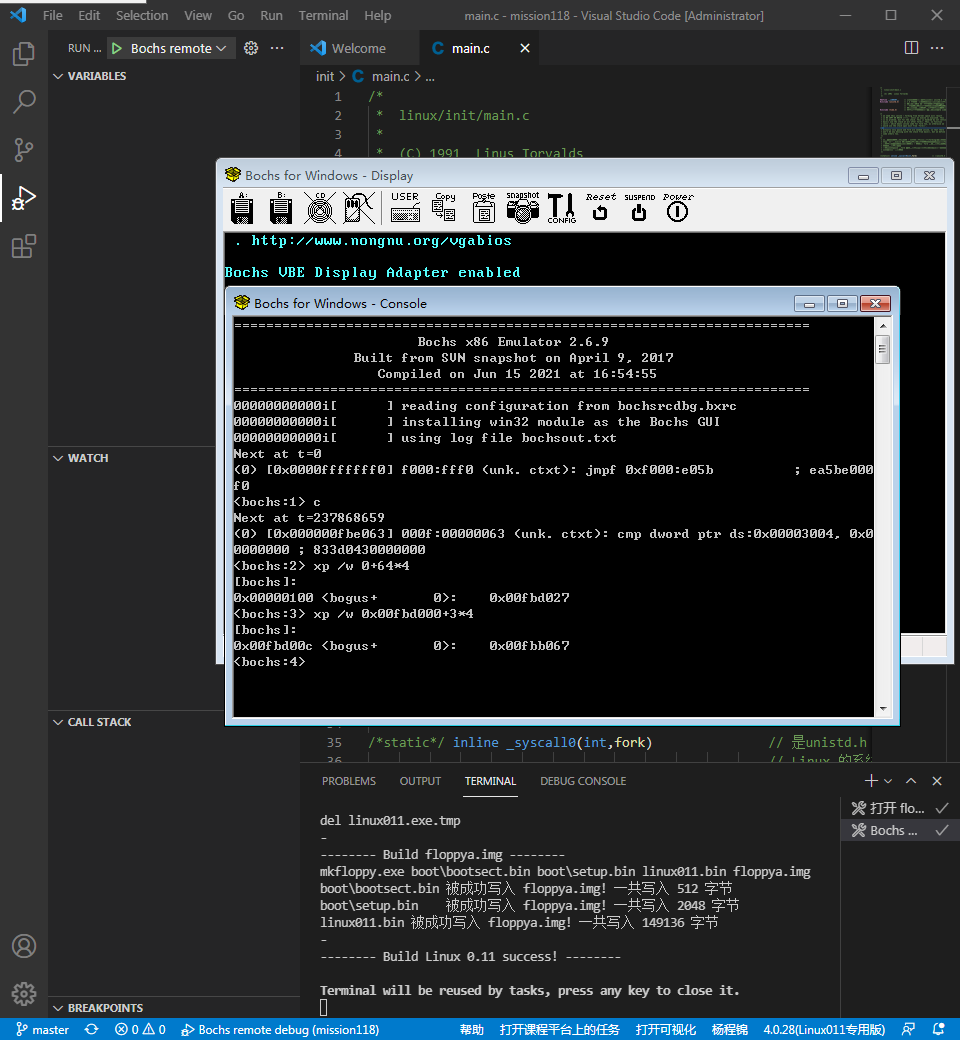 File Edit Selection View Go Run Terminal Help main.c - mission118 - Visual Studio Code [Administrator]
RUN ... Bochs remote
Welcome
main.c
VARIABLES
init > main.c > ...
1 /*
2 * linux/init/main.c
3 *
4 * (C) 1991 Linus Torvalds
Bochs for Windows - Display
A: B: CD USER Copy Paste snapshot CONFIG Reset SUSPEND Power
. http://www.nongnu.org/vgabios
Bochs VBE Display Adapter enabled
Bochs for Windows - Console
========================================================================
Bochs x86 Emulator 2.6.9
Built from SVN snapshot on April 9, 2017
Compiled on Jun 15 2021 at 16:54:55
========================================================================
00000000000i[      ] reading configuration from bochsrcdbg.bxrc
00000000000i[      ] installing win32 module as the Bochs GUI
00000000000i[      ] using log file bochsout.txt
Next at t=0
(0) [0x0000fffffff0] f000:fff0 (unk. ctxt): jmpf 0xf000:e05b          ; ea5be000
f0
<bochs:1> c
Next at t=237868659
(0) [0x000000fbe063] 000f:00000063 (unk. ctxt): cmp dword ptr ds:0x00003004, 0x0
0000000 ; 833d0430000000
<bochs:2> xp /w 0+64*4
[bochs]:
0x00000100 <bogus+       0>:    0x00fbd027
<bochs:3> xp /w 0x00fbd000+3*4
[bochs]:
0x00fbd00c <bogus+       0>:    0x00fbb067
<bochs:4>
WATCH
CALL STACK
35 /*static*/ inline _syscall0(int,fork) // 是unistd.h
BREAKPOINTS
PROBLEMS OUTPUT TERMINAL DEBUG CONSOLE
del linux011.exe.tmp
-
-------- Build floppya.img --------
mkfloppy.exe boot\bootsect.bin boot\setup.bin linux011.bin floppya.img
boot\bootsect.bin 被成功写入 floppya.img! 一共写入 512 字节
boot\setup.bin    被成功写入 floppya.img! 一共写入 2048 字节
linux011.bin 被成功写入 floppya.img! 一共写入 149136 字节
-
-------- Build Linux 0.11 success! --------
Terminal will be reused by tasks, press any key to close it.
打开 flo...
Bochs ...
master 0 0 Bochs remote debug (mission118) 帮助 打开课程平台上的任务 打开可视化 杨程锦 4.0.28(Linux011专用版)